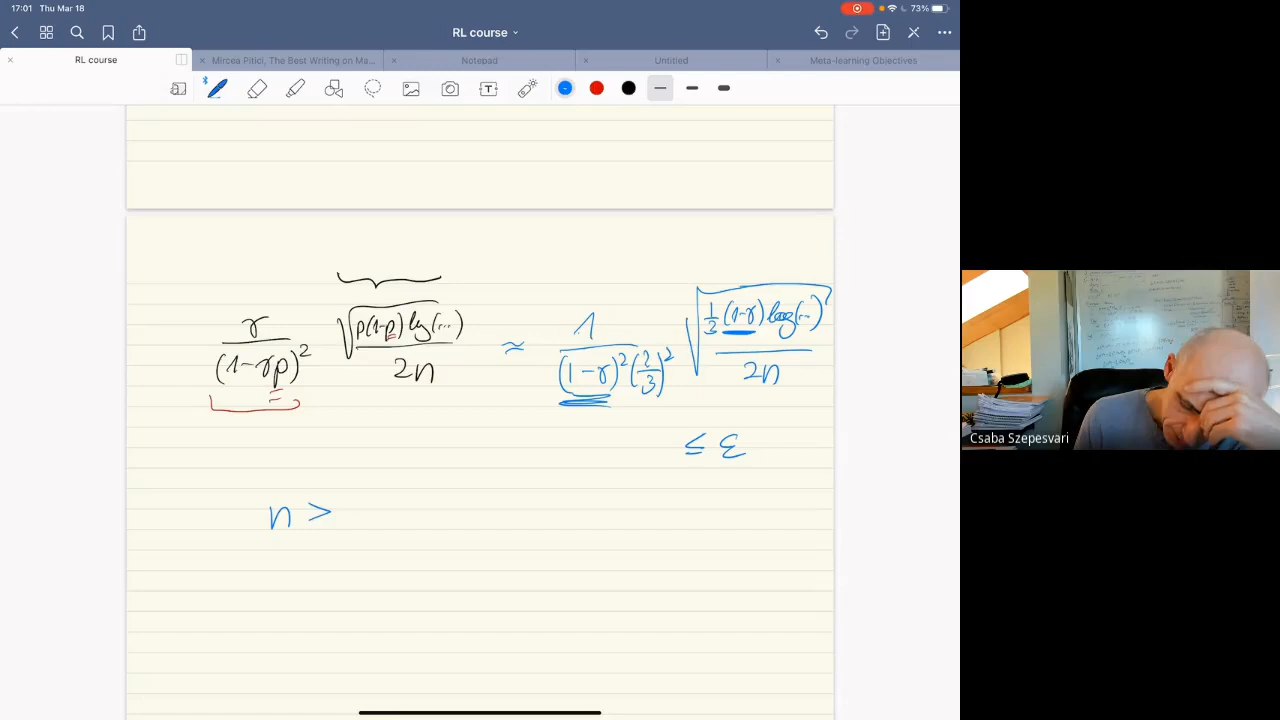 17:01 Thu Mar 18
73%
RL course
RL course
Mircea Pitici, The Best Writing on Ma...
Notepad
Untitled
Meta-learning Objectives
γ/(1-γp)² √(p(1-p) log(...)/2n) ≈ 1/((1-γ)²(2/3)²) √(1/3 (1-γ) log(...)/2n)
≤ ε
n >
Csaba Szepesvari